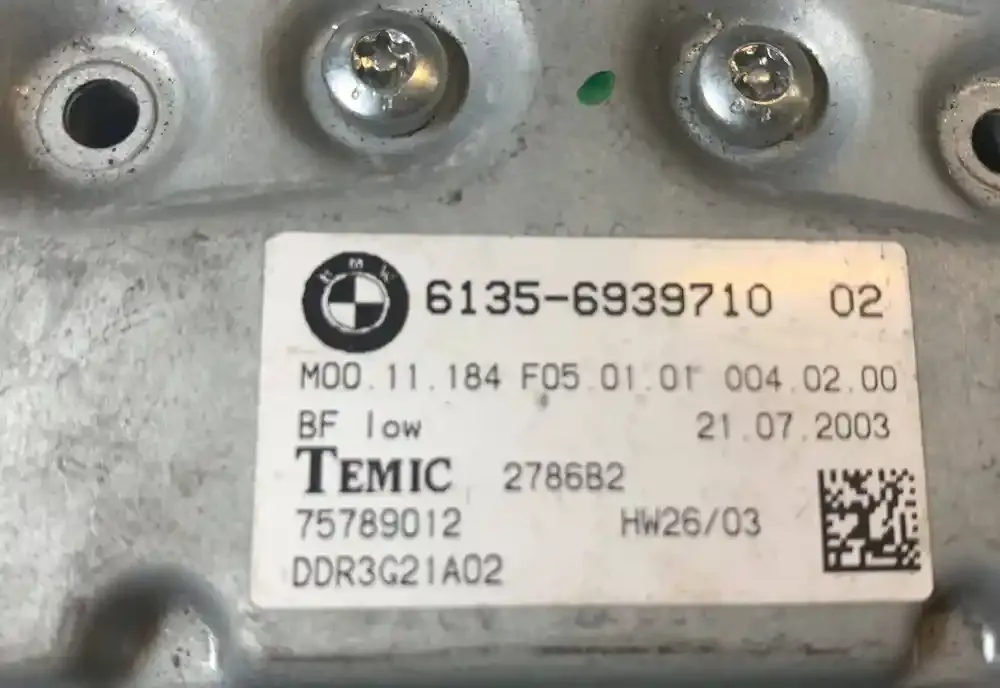 BMW
6135-6939710 02
M00.11.184 F05.01.01 004.02.00
BF low 21.07.2003
TEMIC 2786B2
75789012 HW26/03
DDR3G21A02